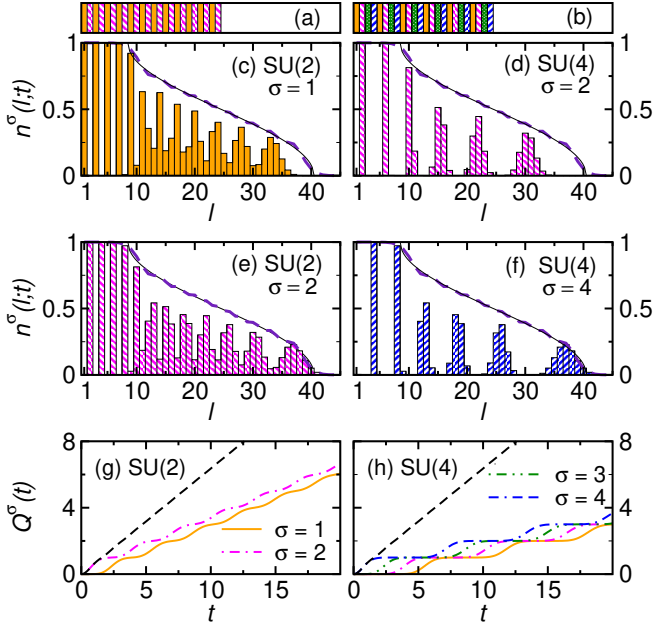 (a) (b)
1 (c) SU(2) (d) SU(4) 1
σ = 1 σ = 2
n^σ(l;t) 0.5 0.5
0 0
1 10 20 30 40 1 10 20 30 40
l l
1 (e) SU(2) (f) SU(4) 1
σ = 2 σ = 4
n^σ(l;t) 0.5 0.5
0 0
1 10 20 30 40 1 10 20 30 40
l l
8 (g) SU(2) (h) SU(4) 8
σ = 3
σ = 4
Q^σ(t) 4 4
σ = 1
σ = 2
0 0
0 5 10 15 0 5 10 15
t t